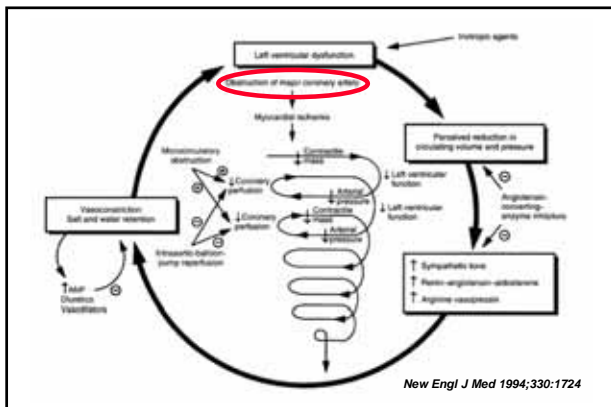 Inotropic agents
Left ventricular dysfunction
Obstruction of major coronary artery
Myocardial ischemia
Microcirculatory
obstruction
⊕
⊕
↓ Coronary
perfusion
↓ Contractile
mass
↓ Arterial
pressure
↓ Left ventricular
function
↓ Coronary
perfusion
↓ Contractile
mass
↓ Arterial
pressure
↓ Left ventricular
function
⊖
⊖
Intraaortic-balloon-
pump reperfusion
Perceived reduction in
circulating volume and pressure
⊖
Angiotensin-
converting-
enzyme inhibitors
⊖
↑ Sympathetic tone
↑ Renin–angiotensin–aldosterone
↑ Arginine vasopressin
Vasoconstriction
Salt and water retention
↑ANP
Diuretics
Vasodilators
⊖
New Engl J Med 1994;330:1724